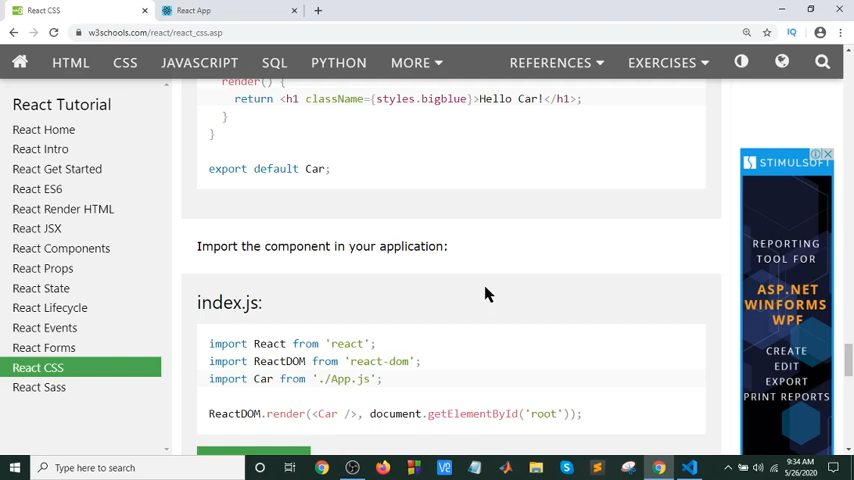 React CSS
React App
w3schools.com/react/react_css.asp
IQ
HTML
CSS
JAVASCRIPT
SQL
PYTHON
MORE
REFERENCES
EXERCISES
React Tutorial
React Home
React Intro
React Get Started
React ES6
React Render HTML
React JSX
React Components
React Props
React State
React Lifecycle
React Events
React Forms
React CSS
React Sass
render() {
return <h1 className={styles.bigblue}>Hello Car!</h1>;
}
}
export default Car;
Import the component in your application:
index.js:
import React from 'react';
import ReactDOM from 'react-dom';
import Car from './App.js';
ReactDOM.render(<Car />, document.getElementById('root'));
STIMULSOFT
REPORTING
TOOL FOR
ASP.NET
WINFORMS
WPF
CREATE
EDIT
EXPORT
PRINT REPORTS
Type here to search
9:34 AM
5/26/2020